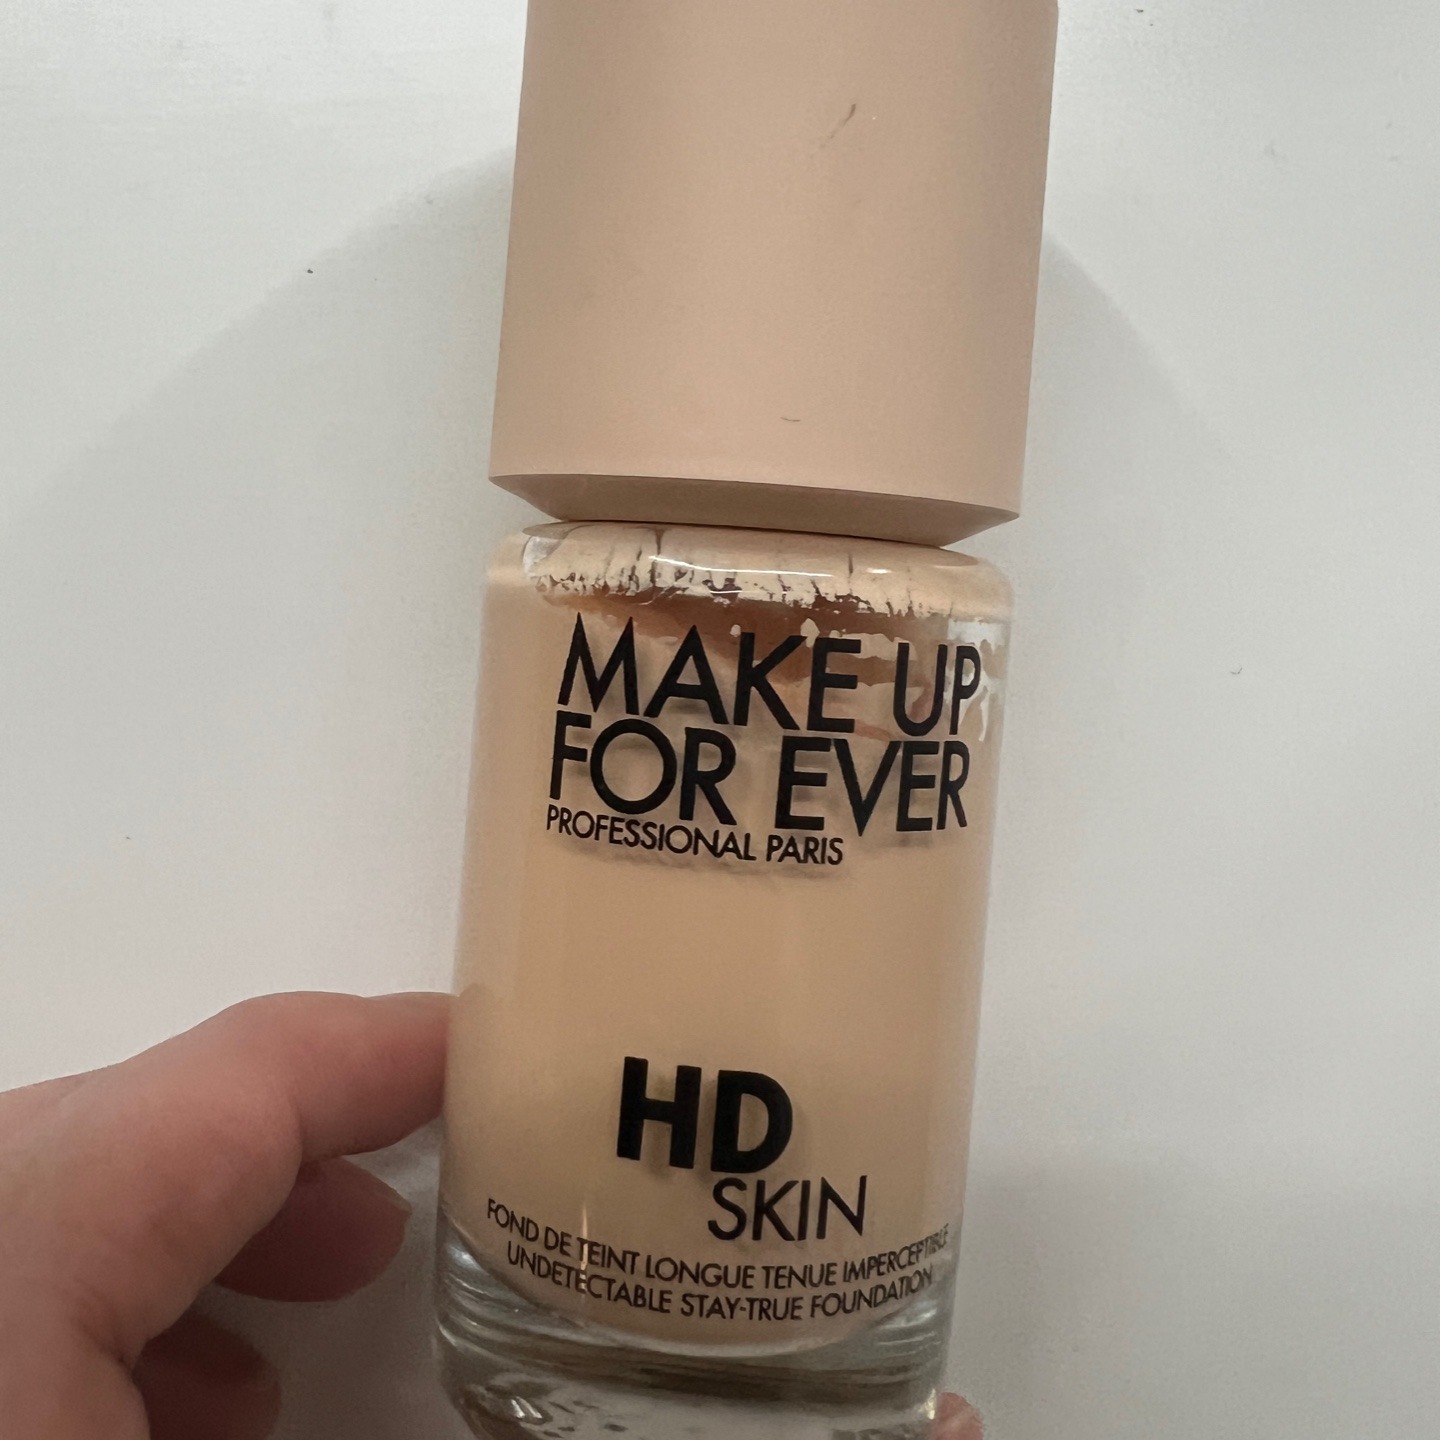 MAKE UP
FOR EVER
PROFESSIONAL PARIS
HD
SKIN
FOND DE TEINT LONGUE TENUE IMPERCEPTIBLE
UNDETECTABLE STAY-TRUE FOUNDATION